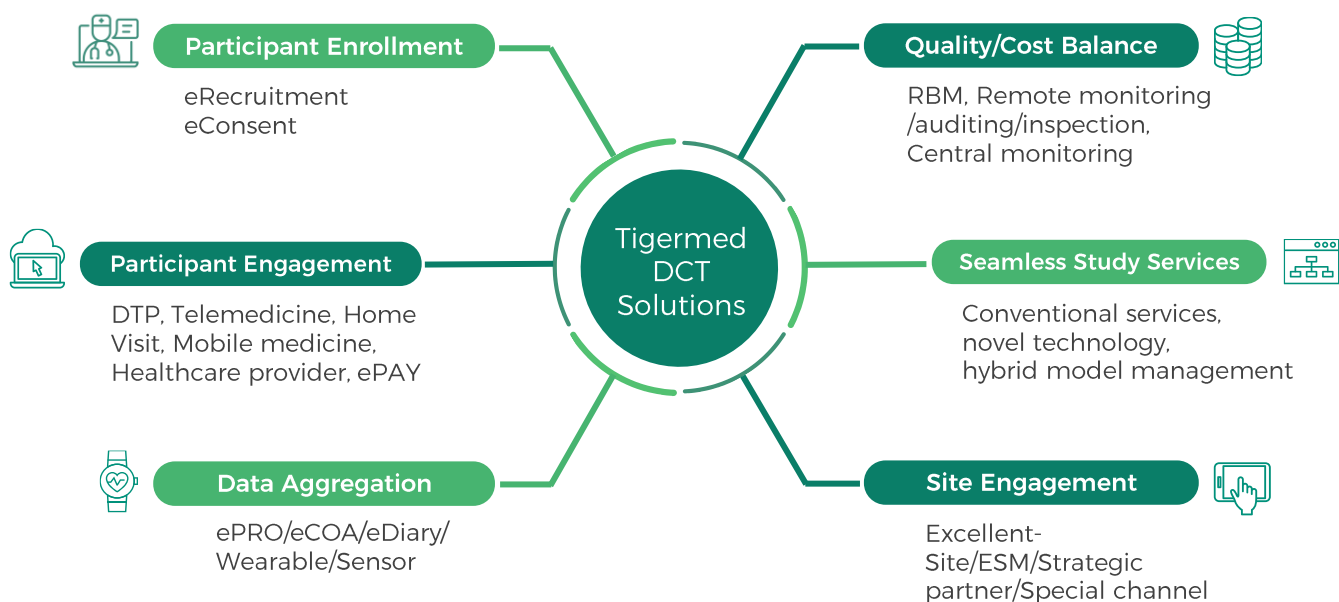 Participant Enrollment
eRecruitment
eConsent
Participant Engagement
DTP, Telemedicine, Home
Visit, Mobile medicine,
Healthcare provider, ePAY
Data Aggregation
ePRO/eCOA/eDiary/
Wearable/Sensor
Tigermed
DCT
Solutions
Quality/Cost Balance
RBM, Remote monitoring
/auditing/inspection,
Central monitoring
Seamless Study Services
Conventional services,
novel technology,
hybrid model management
Site Engagement
Excellent-
Site/ESM/Strategic
partner/Special channel